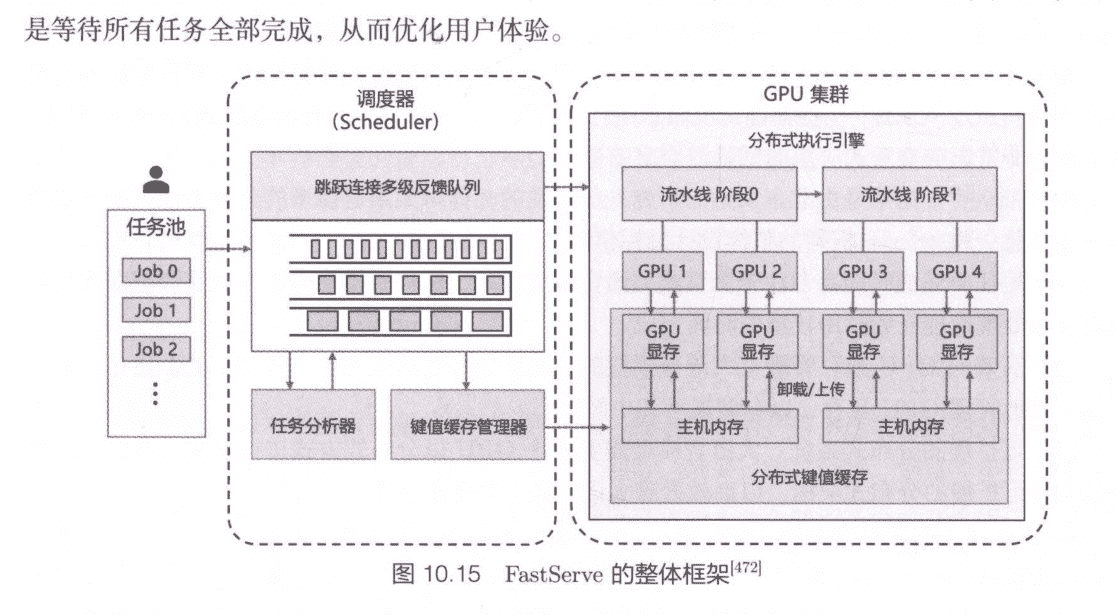 是等待所有任务全部完成，从而优化用户体验。
调度器
（Scheduler）
GPU 集群
分布式执行引擎
跳跃连接多级反馈队列
流水线 阶段0
流水线 阶段1
任务池
Job 0
Job 1
Job 2
GPU 1
GPU 2
GPU 3
GPU 4
GPU
显存
GPU
显存
GPU
显存
GPU
显存
卸载/上传
任务分析器
键值缓存管理器
主机内存
主机内存
分布式键值缓存
图 10.15 FastServe 的整体框架[472]